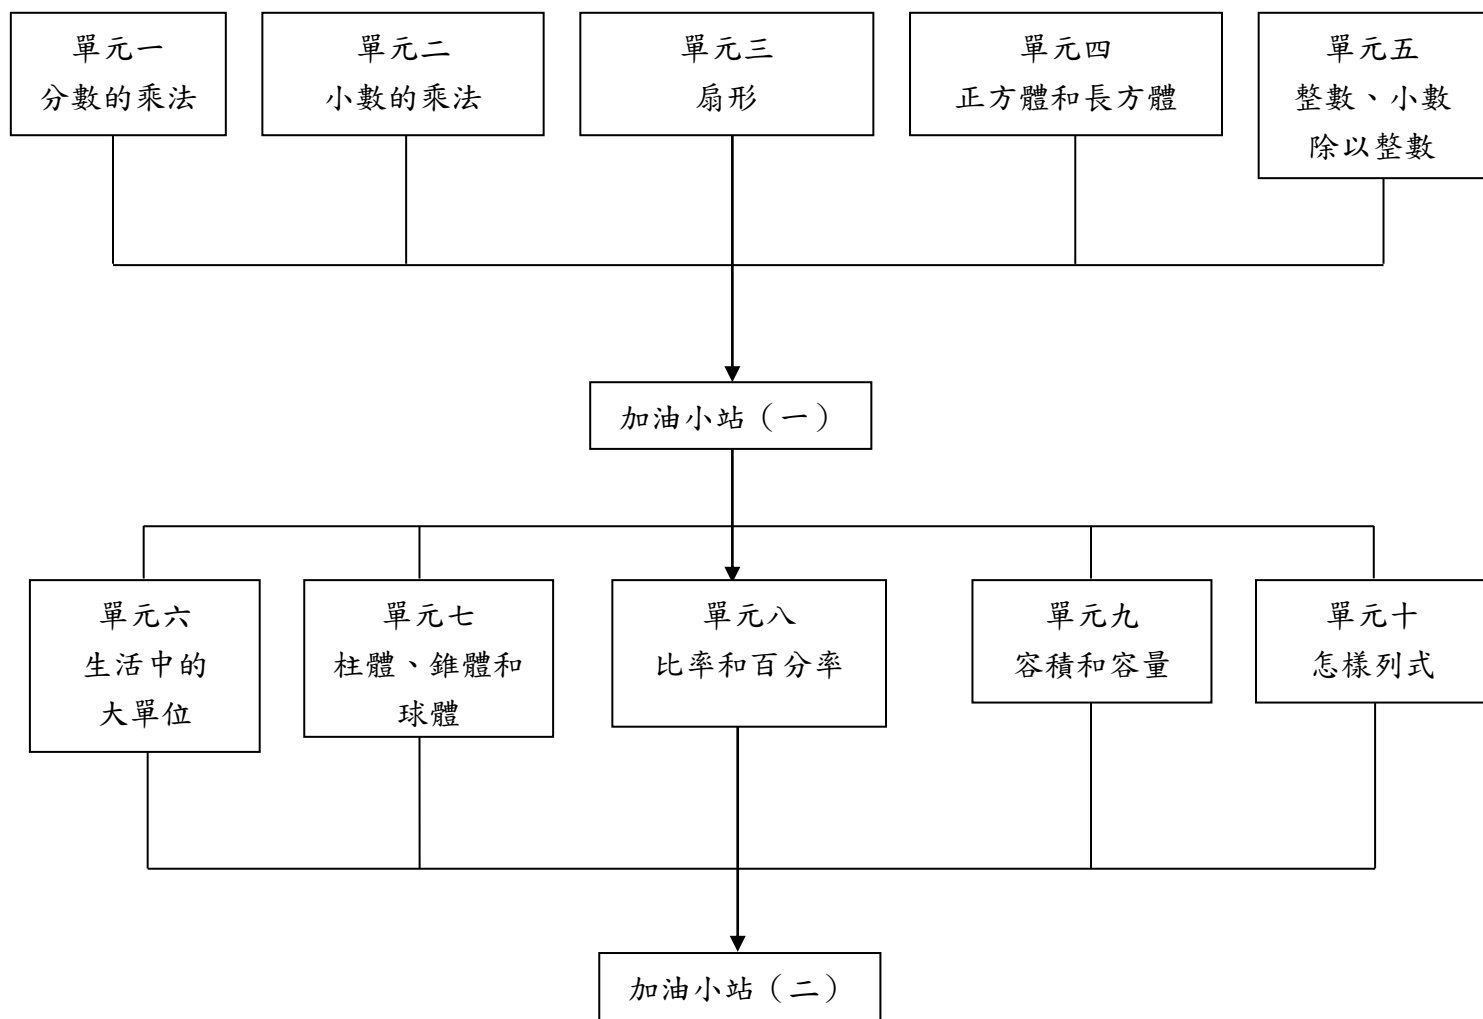 單元一
分數的乘法
單元二
小數的乘法
單元三
扇形
單元四
正方體和長方體
單元五
整數、小數
除以整數
加油小站（一）
單元六
生活中的
大單位
單元七
柱體、錐體和
球體
單元八
比率和百分率
單元九
容積和容量
單元十
怎樣列式
加油小站（二）